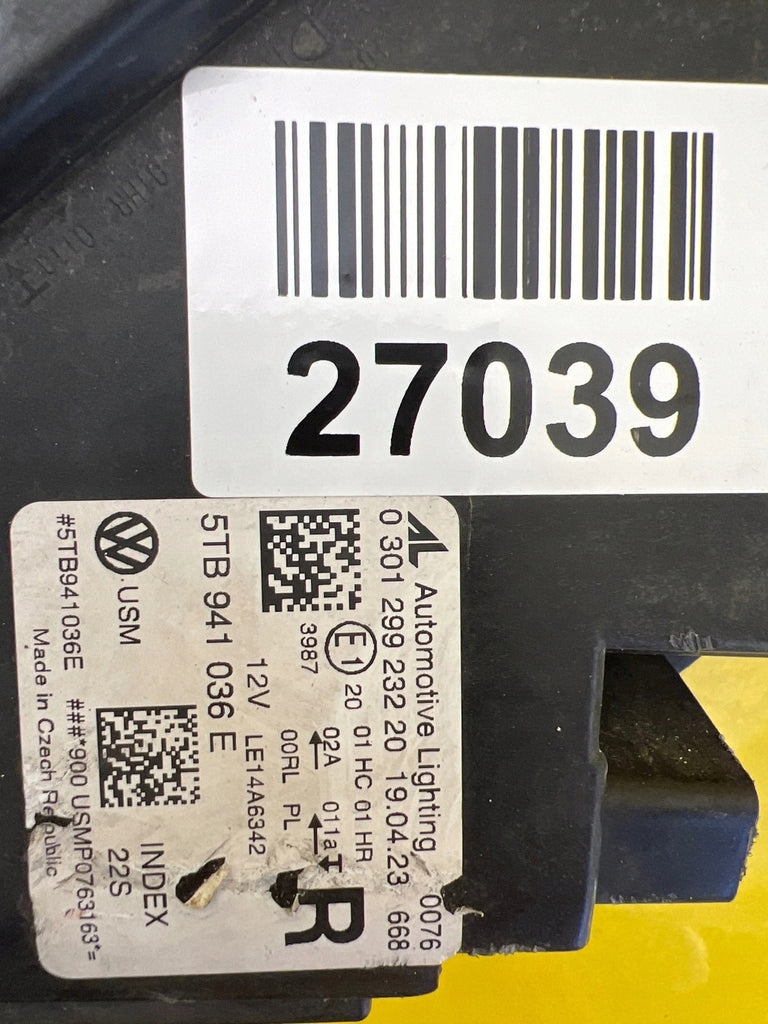 27039
Automotive Lighting 0076
0 301 299 232 20 19.04.23 668
E1 20 01 HC 01 HR
3987 02A 011a
00RL PL R
12V LE14A6342
5TB 941 036 E
INDEX
22S
USM
#5TB941036E ###*900 USMP0763163*=
Made in Czech Republic
01HR 011